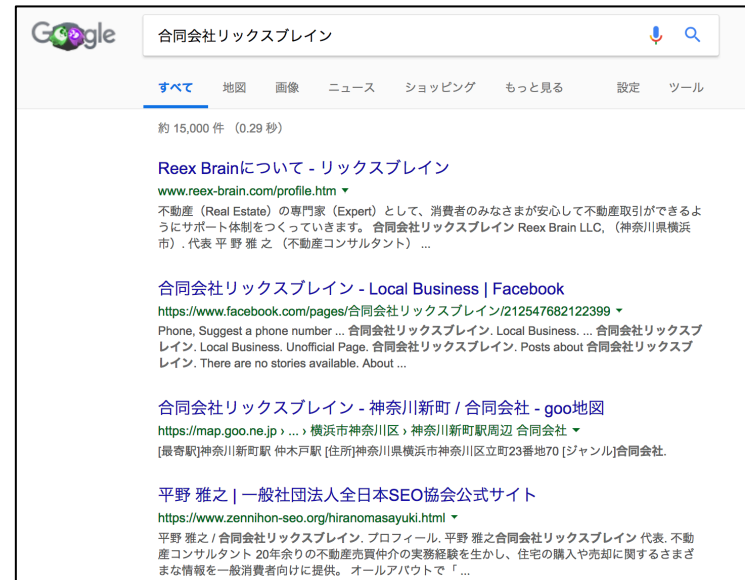 Google
合同会社リックスブレイン
すべて 地図 画像 ニュース ショッピング もっと見る 設定 ツール
約 15,000 件 （0.29 秒）
Reex Brainについて - リックスブレイン
www.reex-brain.com/profile.htm
不動産（Real Estate）の専門家（Expert）として、消費者のみなさまが安心して不動産取引ができるよ
うにサポート体制をつくっていきます。 合同会社リックスブレイン Reex Brain LLC, （神奈川県横浜
市）. 代表 平 野 雅 之 （不動産コンサルタント） ...
合同会社リックスブレイン - Local Business | Facebook
https://www.facebook.com/pages/合同会社リックスブレイン/212547682122399
Phone, Suggest a phone number ... 合同会社リックスブレイン. Local Business. ... 合同会社リックスブ
レイン. Local Business. Unofficial Page. 合同会社リックスブレイン. Posts about 合同会社リックスブ
レイン. There are no stories available. About ...
合同会社リックスブレイン - 神奈川新町 / 合同会社 - goo地図
https://map.goo.ne.jp › ... › 横浜市神奈川区 › 神奈川新町駅周辺 合同会社
[最寄駅]神奈川新町駅 仲木戸駅 [住所]神奈川県横浜市神奈川区立町23番地70 [ジャンル]合同会社.
平野 雅之 | 一般社団法人全日本SEO協会公式サイト
https://www.zennihon-seo.org/hiranomasayuki.html
平野 雅之 / 合同会社リックスブレイン. プロフィール. 平野 雅之合同会社リックスブレイン 代表. 不動
産コンサルタント 20年余りの不動産売買仲介の実務経験を生かし、住宅の購入や売却に関するさまざ
まな情報を一般消費者向けに提供。 オールアバウトで「 ...